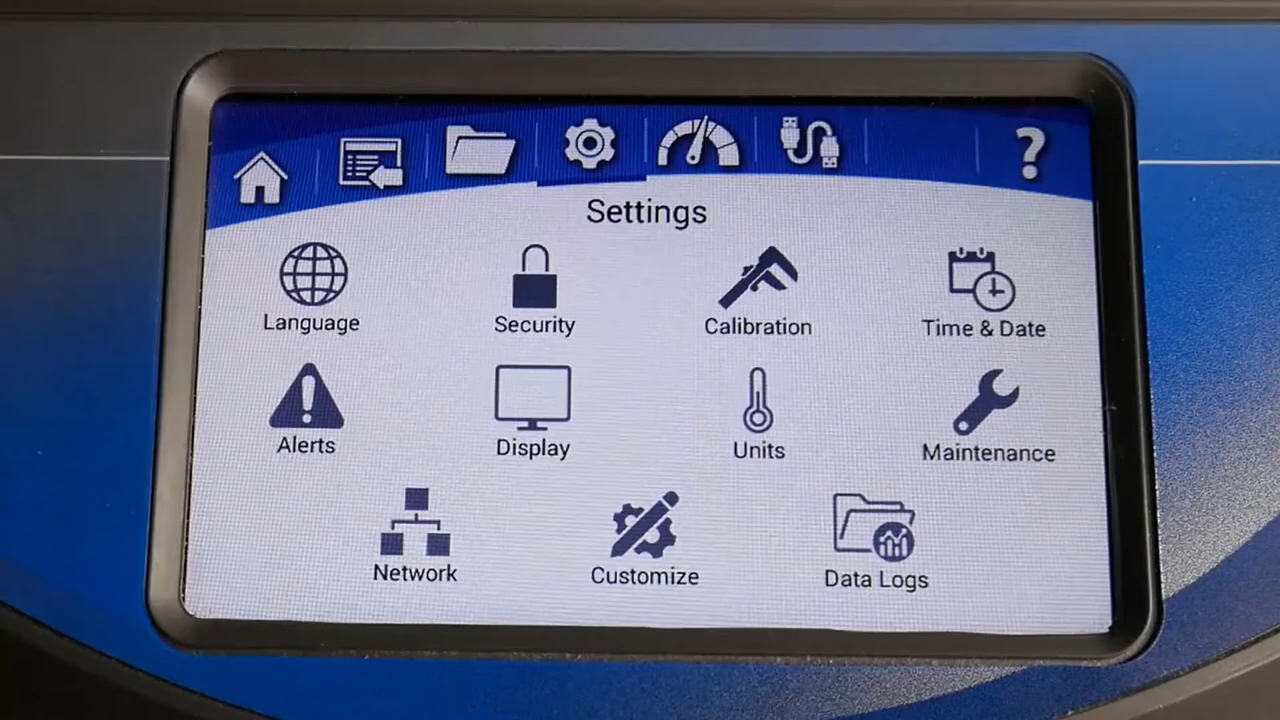 ?
Settings
Language
Security
Calibration
Time & Date
Alerts
Display
Units
Maintenance
Network
Customize
Data Logs